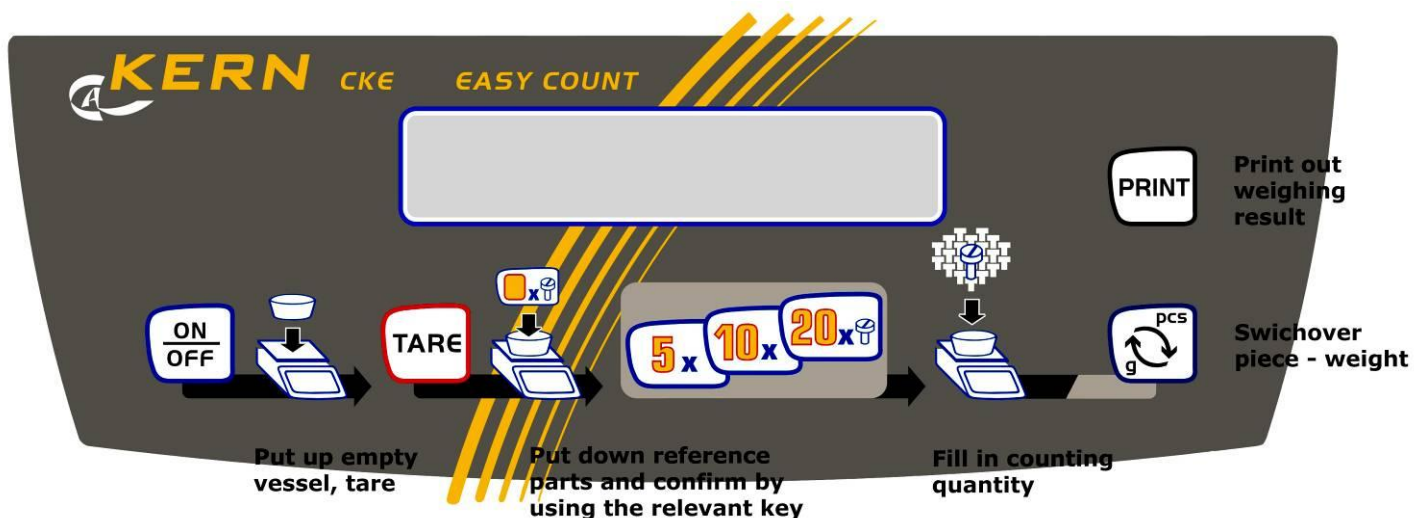 A KERN CKE EASY COUNT
PRINT
Print out
weighing
result
ON
OFF
TARE
x
5 x
10 x
20 x
pcs
g
Swichover
piece - weight
Put up empty
vessel, tare
Put down reference
parts and confirm by
using the relevant key
Fill in counting
quantity